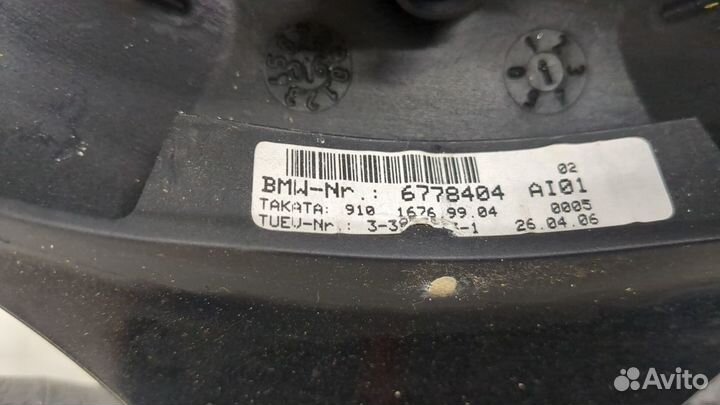 02
BMW-Nr.: 6778404 AI01
TAKATA: 910 1676 99.04 0005
TUEV-Nr.: 26.04.06
Avito